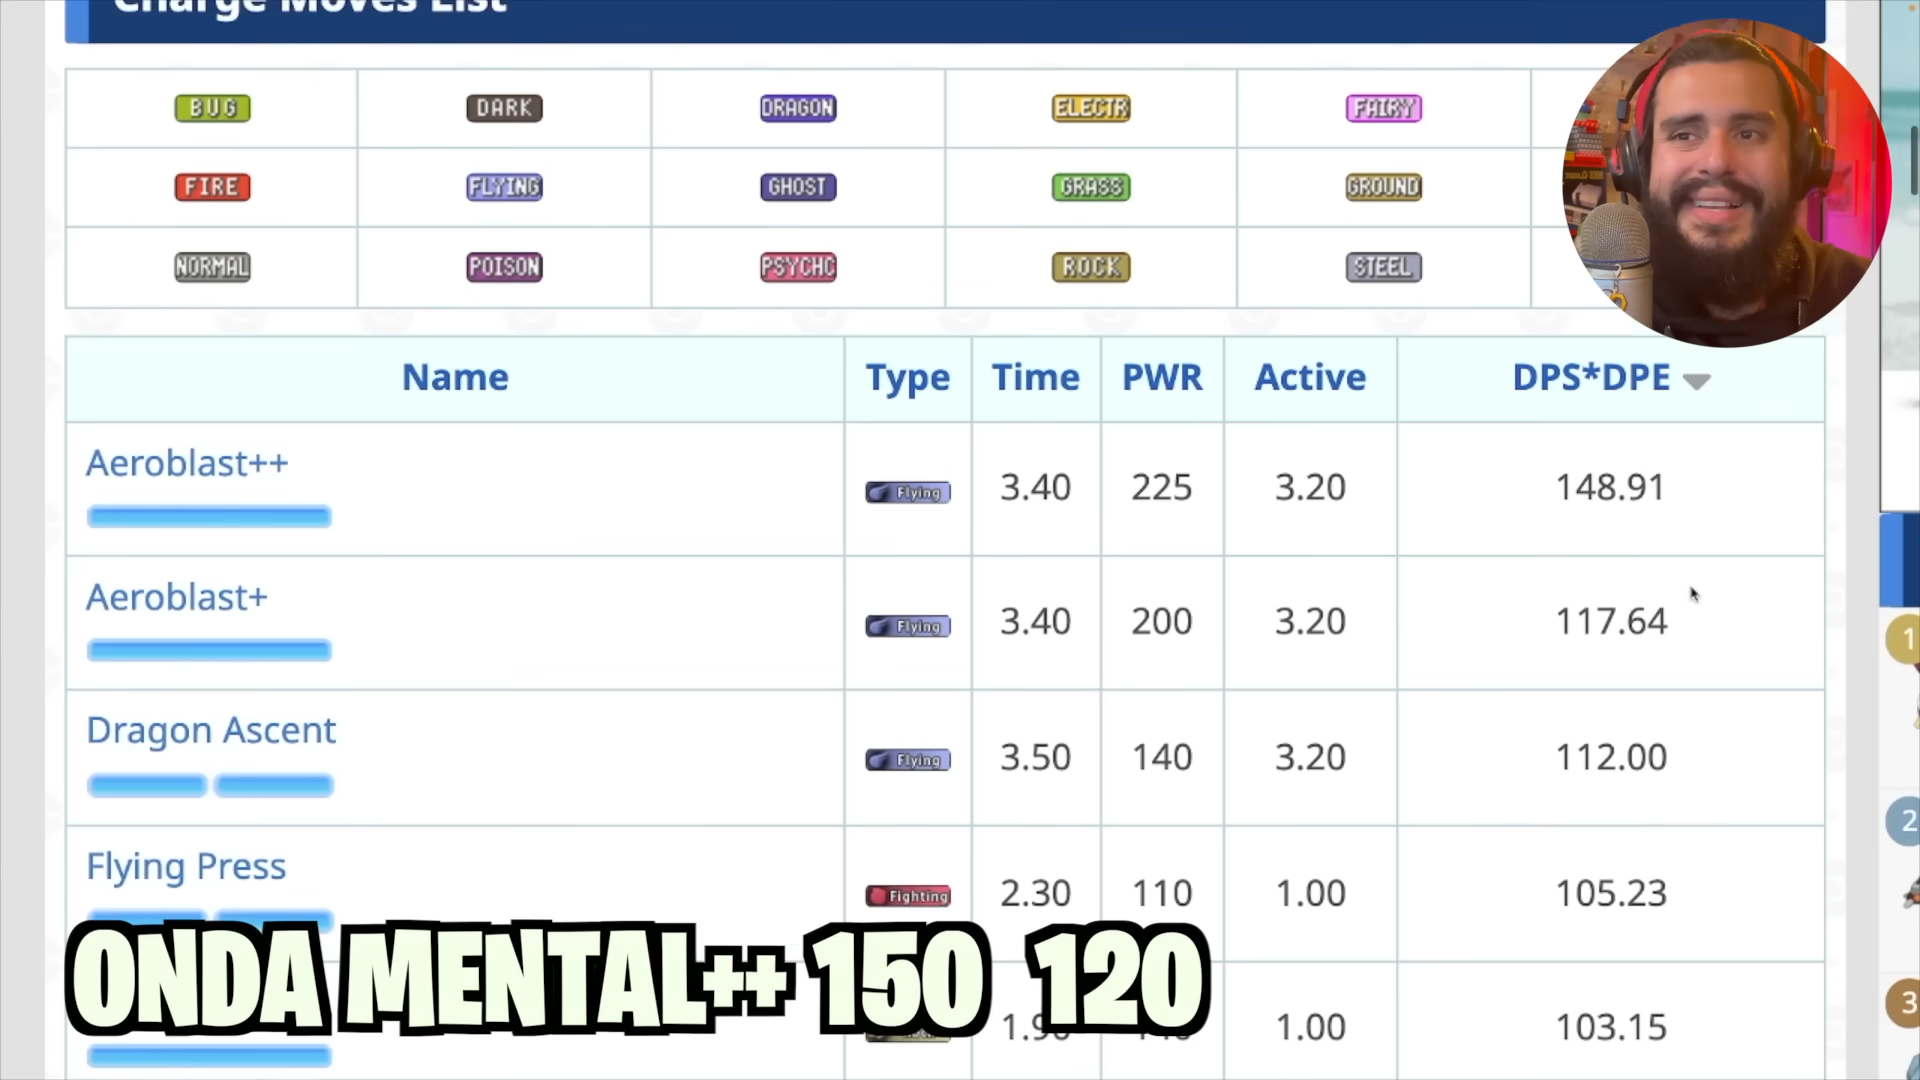 Charge Moves List
BUG DARK DRAGON ELECTR FAIRY
FIRE FLYING GHOST GRASS GROUND
NORMAL POISON PSYCHC ROCK STEEL
Name Type Time PWR Active DPS*DPE
Aeroblast++ Flying 3.40 225 3.20 148.91
Aeroblast+ Flying 3.40 200 3.20 117.64
Dragon Ascent Flying 3.50 140 3.20 112.00
Flying Press Fighting 2.30 110 1.00 105.23
1.00 103.15
ONDA MENTAL++ 150 120
1
2
3